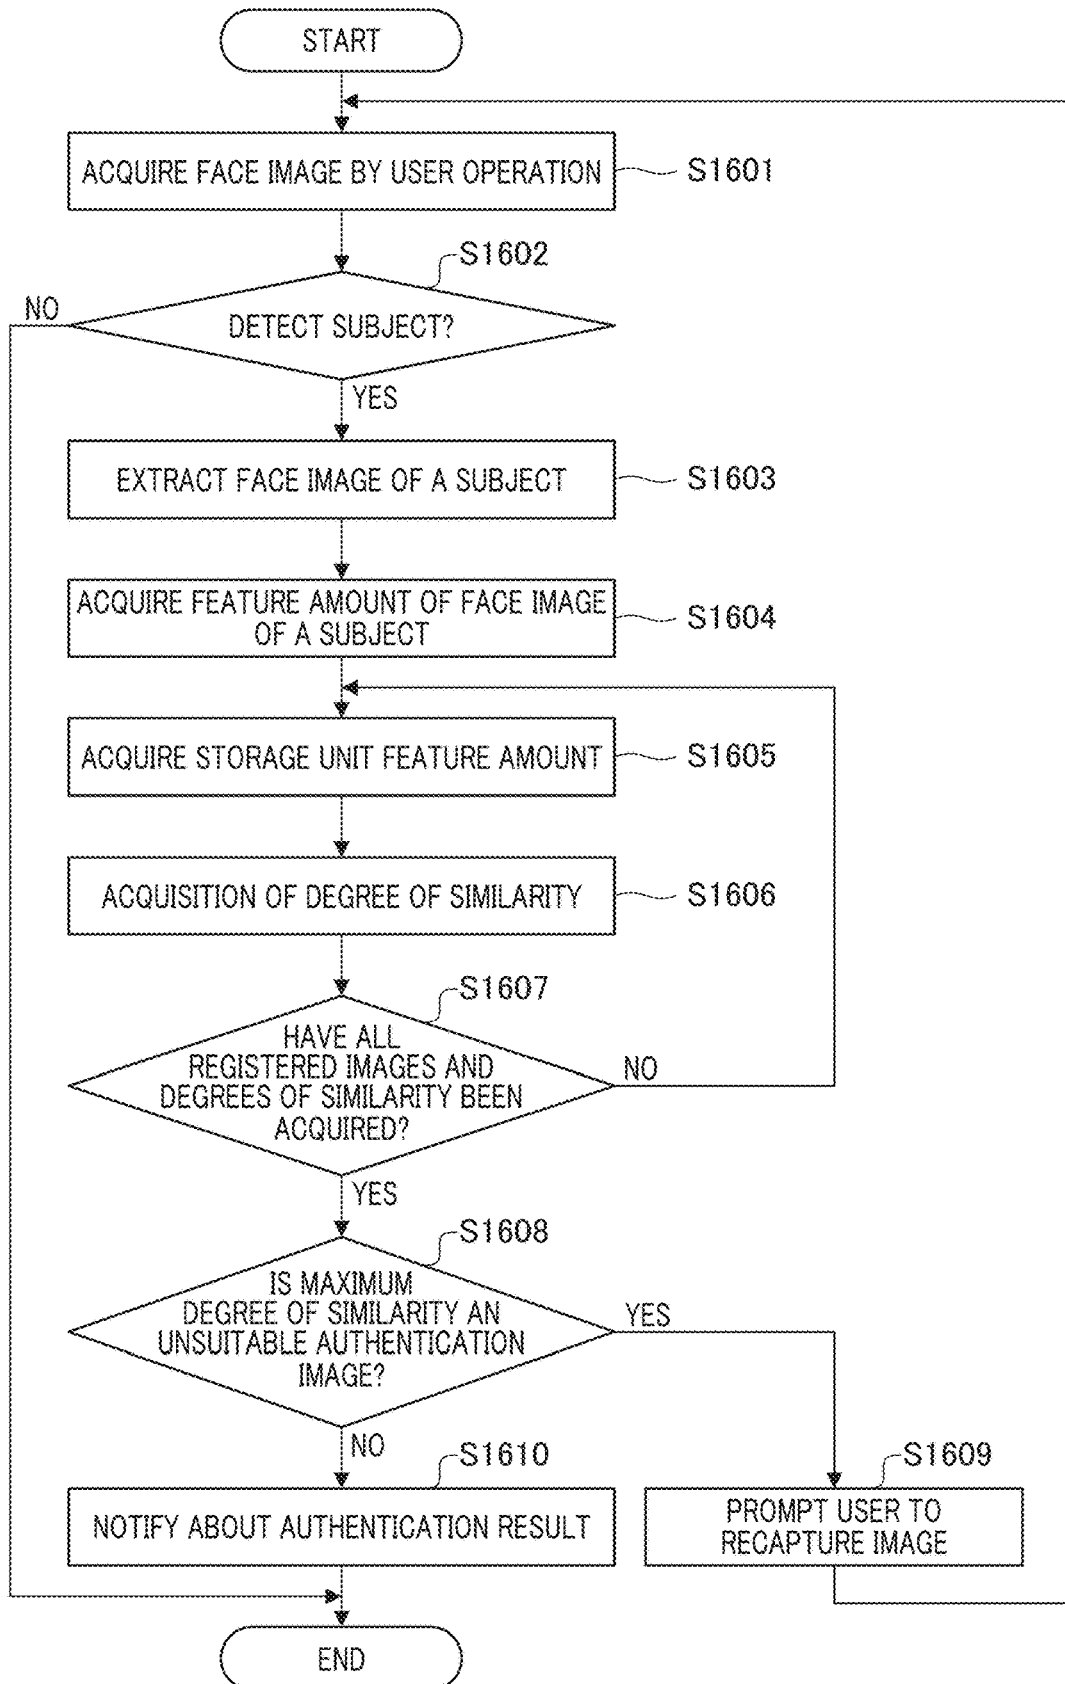 START
ACQUIRE FACE IMAGE BY USER OPERATION
S1601
S1602
NO
DETECT SUBJECT?
YES
EXTRACT FACE IMAGE OF A SUBJECT
S1603
ACQUIRE FEATURE AMOUNT OF FACE IMAGE
OF A SUBJECT
S1604
ACQUIRE STORAGE UNIT FEATURE AMOUNT
S1605
ACQUISITION OF DEGREE OF SIMILARITY
S1606
S1607
HAVE ALL
REGISTERED IMAGES AND
DEGREES OF SIMILARITY BEEN
ACQUIRED?
NO
YES
S1608
IS MAXIMUM
DEGREE OF SIMILARITY AN
UNSUITABLE AUTHENTICATION
IMAGE?
YES
NO
S1610
NOTIFY ABOUT AUTHENTICATION RESULT
S1609
PROMPT USER TO
RECAPTURE IMAGE
END